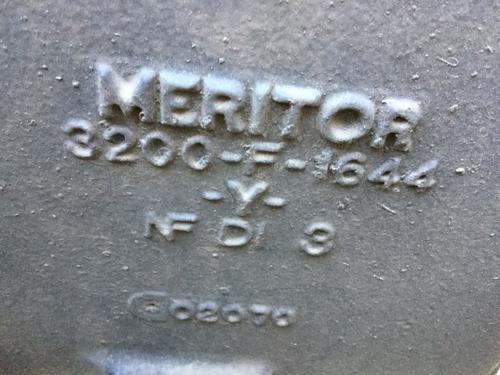 MERITOR
3200-F-1644
-Y-
NF DI 3
02070